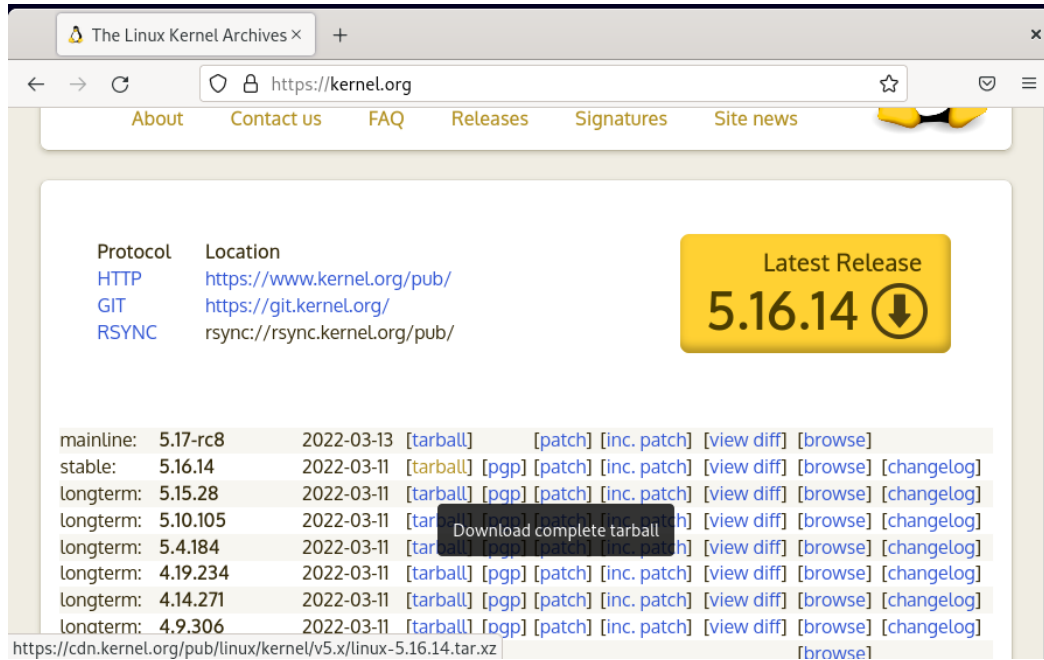 The Linux Kernel Archives
https://kernel.org
About Contact us FAQ Releases Signatures Site news
Protocol Location
HTTP https://www.kernel.org/pub/
GIT https://git.kernel.org/
RSYNC rsync://rsync.kernel.org/pub/
Latest Release
5.16.14
mainline: 5.17-rc8 2022-03-13 [tarball] [patch] [inc. patch] [view diff] [browse]
stable: 5.16.14 2022-03-11 [tarball] [pgp] [patch] [inc. patch] [view diff] [browse] [changelog]
longterm: 5.15.28 2022-03-11 [tarball] [pgp] [patch] [inc. patch] [view diff] [browse] [changelog]
longterm: 5.10.105 2022-03-11 [tar ch] [view diff] [browse] [changelog]
Download complete tarball
longterm: 5.4.184 2022-03-11 [tar ch] [view diff] [browse] [changelog]
longterm: 4.19.234 2022-03-11 [tarball] [pgp] [patch] [inc. patch] [view diff] [browse] [changelog]
longterm: 4.14.271 2022-03-11 [tarball] [pgp] [patch] [inc. patch] [view diff] [browse] [changelog]
longterm: 4.9.306 2022-03-11 [tarball] [pgp] [patch] [inc. patch] [view diff] [browse] [changelog]
https://cdn.kernel.org/pub/linux/kernel/v5.x/linux-5.16.14.tar.xz
[browse]